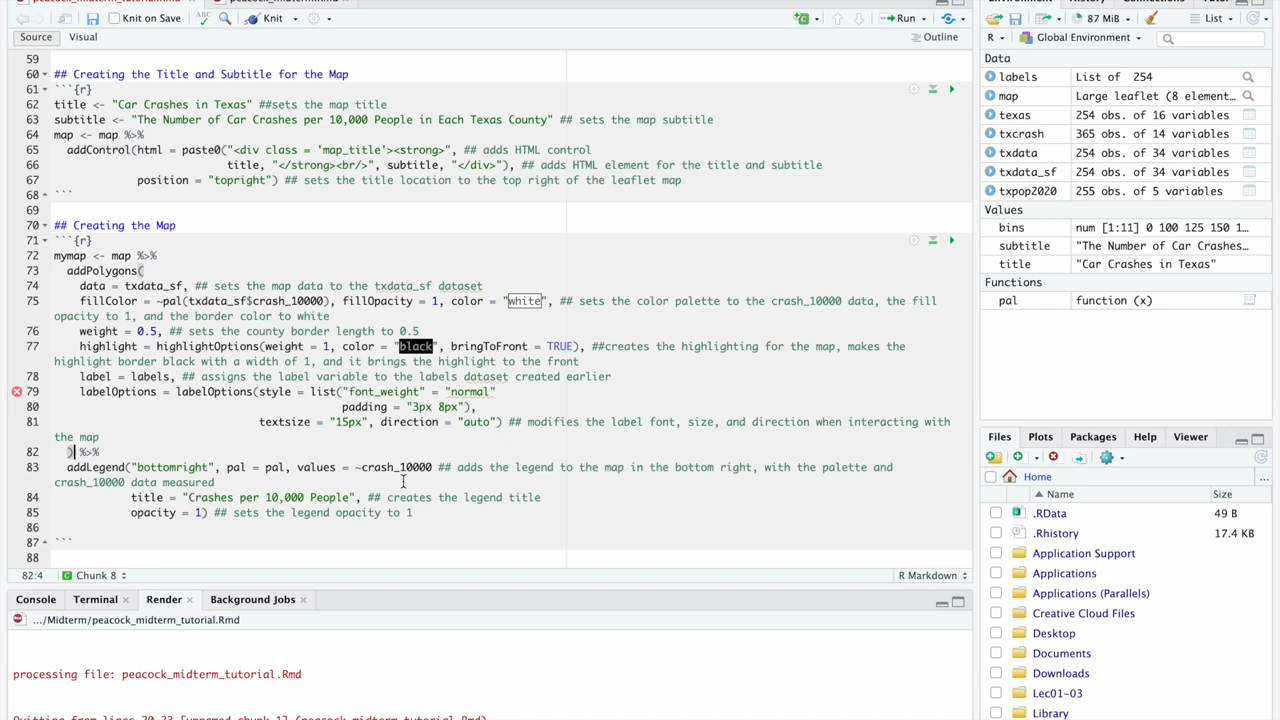 Knit on Save
ABC
Knit
Run
Source
Visual
Outline
59
60 ## Creating the Title and Subtitle for the Map
61 ```{r}
62 title <- "Car Crashes in Texas" ##sets the map title
63 subtitle <- "The Number of Car Crashes per 10,000 People in Each Texas County" ## sets the map subtitle
64 map <- map %>%
65 addControl(html = paste0("<div class = 'map_title'><strong>", ## adds HTML control
66 title, "</strong><br/>", subtitle, "</div>"), ## adds HTML element for the title and subtitle
67 position = "topright") ## sets the title location to the top right of the leaflet map
68 ```
69
70 ## Creating the Map
71 ```{r}
72 mymap <- map %>%
73 addPolygons(
74 data = txdata_sf, ## sets the map data to the txdata_sf dataset
75 fillColor = ~pal(txdata_sf$crash_10000), fillOpacity = 1, color = "white", ## sets the color palette to the crash_10000 data, the fill
opacity to 1, and the border color to white
76 weight = 0.5, ## sets the county border length to 0.5
77 highlight = highlightOptions(weight = 1, color = "black", bringToFront = TRUE), ##creates the highlighting for the map, makes the
highlight border black with a width of 1, and it brings the highlight to the front
78 label = labels, ## assigns the label variable to the labels dataset created earlier
79 labelOptions = labelOptions(style = list("font_weight" = "normal"
80 padding = "3px 8px"),
81 textsize = "15px", direction = "auto") ## modifies the label font, size, and direction when interacting with
the map
82 ) %>%
83 addLegend("bottomright", pal = pal, values = ~crash_10000 ## adds the legend to the map in the bottom right, with the palette and
crash_10000 data measured
84 title = "Crashes per 10,000 People", ## creates the legend title
85 opacity = 1) ## sets the legend opacity to 1
86
87 ```
88
82:4 Chunk 8 R Markdown
Console Terminal Render Background Jobs
.../Midterm/peacock_midterm_tutorial.Rmd
processing file: peacock_midterm_tutorial.Rmd
Quitting from lines 20-23 [unnamed-chunk-1] (peacock_midterm_tutorial.Rmd)
87 MiB List
R Global Environment
Data
labels List of 254
map Large leaflet (8 element…
texas 254 obs. of 16 variables
txcrash 365 obs. of 14 variables
txdata 254 obs. of 34 variables
txdata_sf 254 obs. of 34 variables
txpop2020 255 obs. of 5 variables
Values
bins num [1:11] 0 100 125 150 1…
subtitle "The Number of Car Crashes…
title "Car Crashes in Texas"
Functions
pal function (x)
Files Plots Packages Help Viewer
Home ...
Name Size
.RData 49 B
.Rhistory 17.4 KB
Application Support
Applications
Applications (Parallels)
Creative Cloud Files
Desktop
Documents
Downloads
Lec01-03
Library